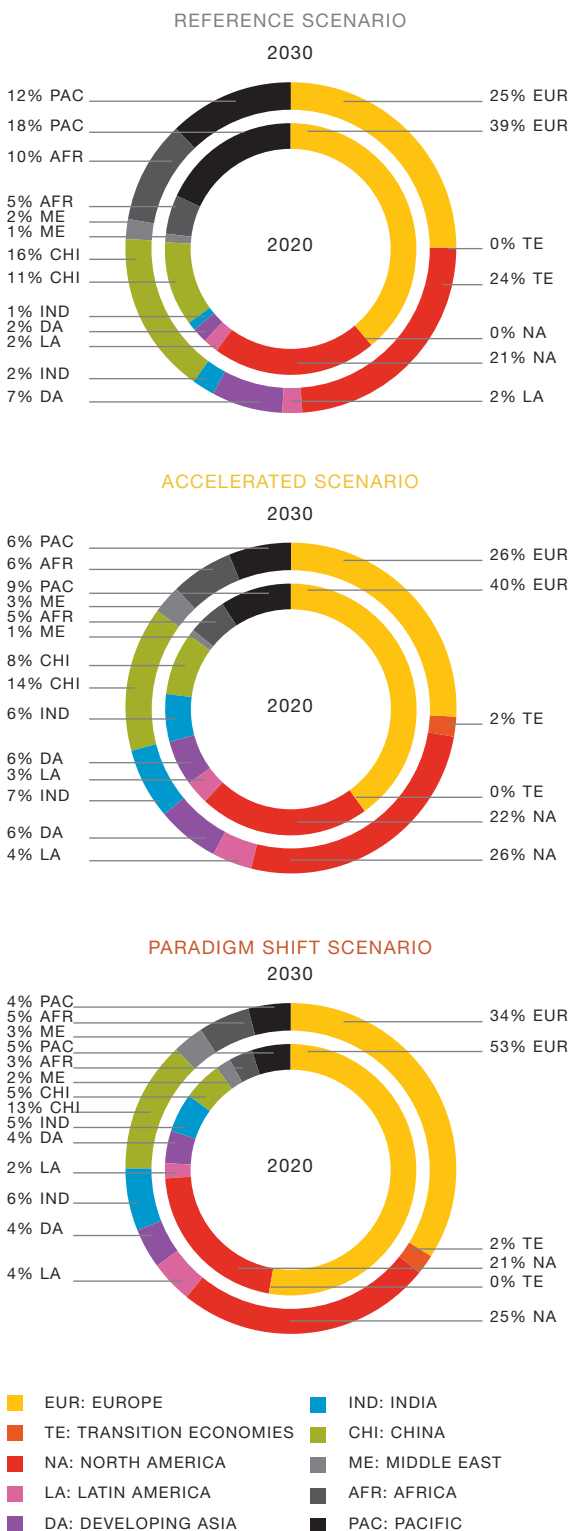 REFERENCE SCENARIO
2030
12% PAC
18% PAC
10% AFR
5% AFR
2% ME
1% ME
16% CHI
11% CHI
1% IND
2% DA
2% LA
2% IND
7% DA
2020
25% EUR
39% EUR
0% TE
24% TE
0% NA
21% NA
2% LA
ACCELERATED SCENARIO
2030
6% PAC
6% AFR
9% PAC
3% ME
5% AFR
1% ME
8% CHI
14% CHI
6% IND
6% DA
3% LA
7% IND
6% DA
4% LA
2020
26% EUR
40% EUR
2% TE
0% TE
22% NA
26% NA
PARADIGM SHIFT SCENARIO
2030
4% PAC
5% AFR
3% ME
5% PAC
3% AFR
2% ME
5% CHI
13% CHI
5% IND
4% DA
2% LA
6% IND
4% DA
4% LA
2020
34% EUR
53% EUR
2% TE
21% NA
0% TE
25% NA
EUR: EUROPE
TE: TRANSITION ECONOMIES
NA: NORTH AMERICA
LA: LATIN AMERICA
DA: DEVELOPING ASIA
IND: INDIA
CHI: CHINA
ME: MIDDLE EAST
AFR: AFRICA
PAC: PACIFIC